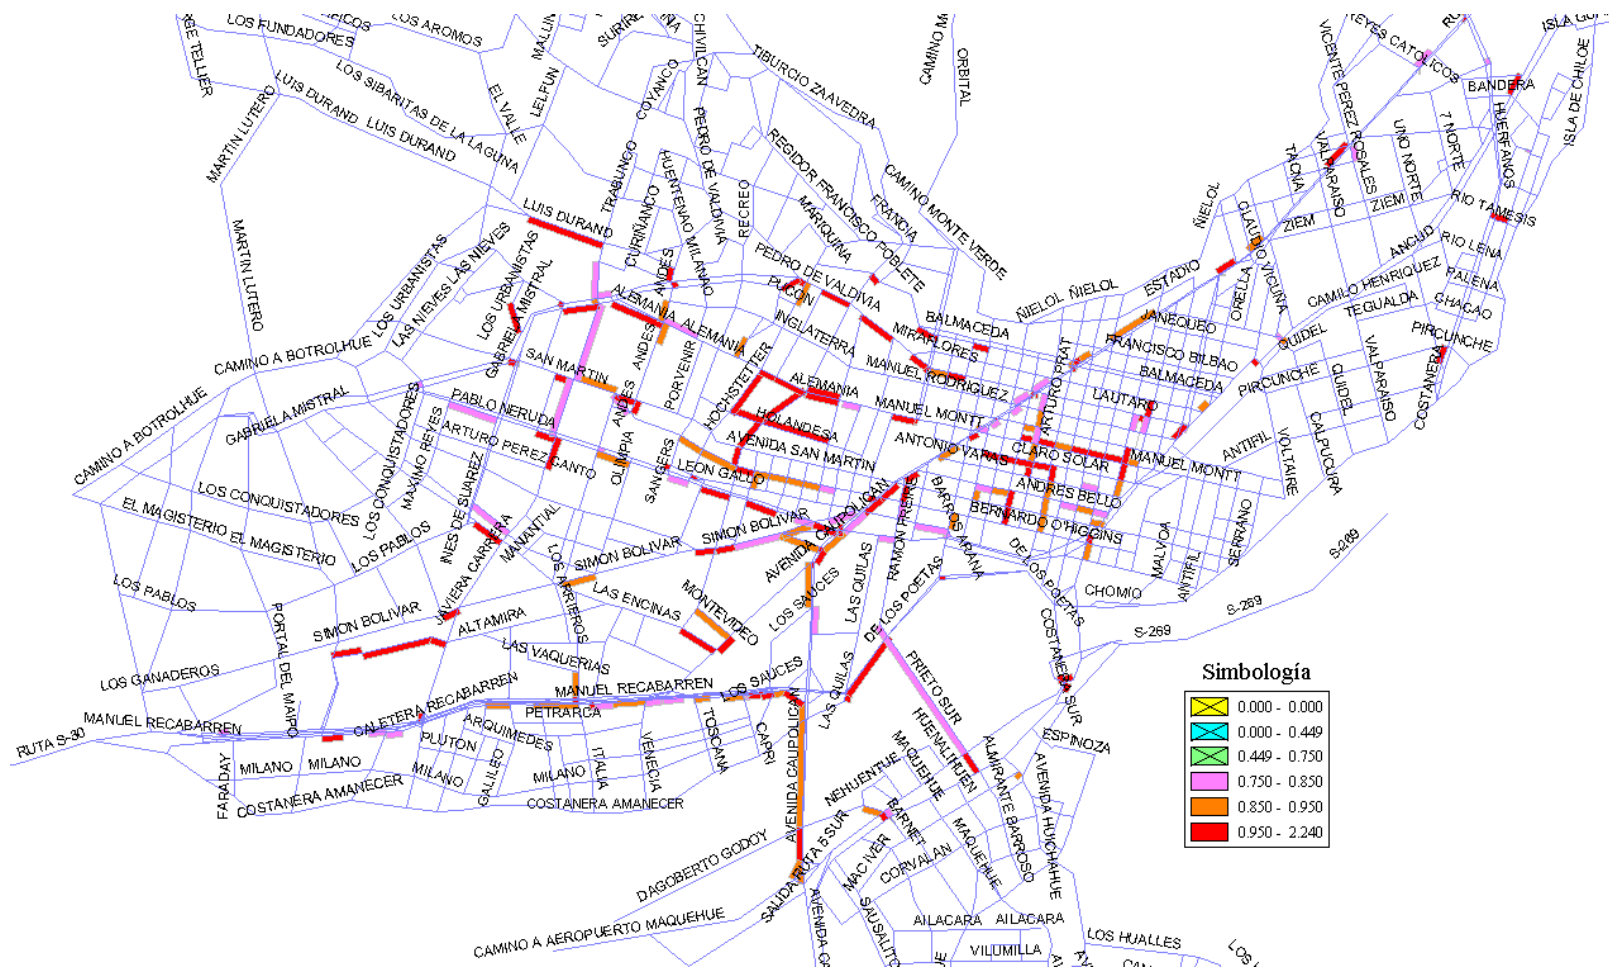 LOS FUNDADORES
LOS AROMOS
CHIVILCAN
TIBURCIO ZAAVEDRA
ORBITAL
VICENTE PEREZ ROSALES
REYES CATOLICOS
BANDERA
ISLA DE CHILOE
LOS SIBARITAS DE LA LAGUNA
LUIS DURAND
LUIS DURAND
EL VALLE
LELFUN
COYANCO
PEDRO DE VALDIVIA
MARTIN LUTERO
MARTIN LUTERO
TRABUNCO
HUENTENAO MILANAO
CURIÑANCO
RECREO
REGIDOR FRANCISCO POBLETE
MARIQUINA
FRANCIA
CAMINO MONTE VERDE
ÑIELOL
TACNA
VALPARAISO
UNO NORTE
7 NORTE
HUERFANOS
ZIEM
ZIEM
RIO TAMESIS
RIO LENA
PALENA
CHACAO
PIRCUNCHE
ANCUD
CAMILO HENRIQUEZ
TEGUALDA
CLAUDIO VICUÑA
ORELLA
ESTADIO
ÑIELOL ÑIELOL
LUIS DURAND
LAS NIEVES LAS NIEVES
LOS URBANISTAS
LOS URBANISTAS
GABRIELA MISTRAL
ANDES
PEDRO DE VALDIVIA
PUCON
ALEMANIA
ALEMANIA
INGLATERRA
MIRAFLORES
BALMACEDA
JANEQUEO
FRANCISCO BILBAO
BALMACEDA
QUIDEL
PIRCUNCHE
QUIDEL
VALPARAISO
COSTANERA
CAMINO A BOTROLHUE
CAMINO A BOTROLHUE
SAN MARTIN
ANDES
PORVENIR
HOCHSTETTER
ALEMANIA
MANUEL RODRIGUEZ
ARTURO PRAT
LAUTARO
GABRIELA MISTRAL
PABLO NERUDA
ARTURO PEREZ CANTO
ANDES
HOLANDESA
MANUEL MONTT
ANTONIO VARAS
CLARO SOLAR
MANUEL MONTT
ANTIFIL
VOLTAIRE
CALPUCURA
LOS CONQUISTADORES
LOS CONQUISTADORES
MAXIMO REYES
INES DE SUAREZ
OLIMPIA
SANGERS
LEON GALLO
AVENIDA SAN MARTIN
ANDRES BELLO
BERNARDO O'HIGGINS
EL MAGISTERIO EL MAGISTERIO
LOS PABLOS
LOS PABLOS
JAVIERA CARRERA
MANANTIAL
SIMON BOLIVAR
SIMON BOLIVAR
SIMON BOLIVAR
AVENIDA CAUPOLICAN
RAMON FREIRE
BARROS ARANA
DE LOS POETAS
DE LOS POETAS
CHOMIO
MALVOA
ANTIFIL
SERRANO
S-269
S-269
S-269
LOS ARRIEROS
LAS ENCINAS
MONTEVIDEO
LOS SAUCES
LAS QUILAS
ALTAMIRA
LAS VAQUERIAS
PORTAL DEL MAIPO
LOS GANADEROS
MANUEL RECABARREN
MANUEL RECABARREN
CALETERA RECABARREN
RUTA S-30
LOS SAUCES
LAS QUILAS
PRIETO SUR
HUENALIHUEN
COSTANERA SUR
ESPINOZA
PETRARCA
ARQUIMEDES
PLUTON
GALILEO
ITALIA
VENECIA
TOSCANA
CAPRI
AVENIDA CAUPOLICAN
FARADAY
MILANO
MILANO
MILANO
MILANO
COSTANERA AMANECER
COSTANERA AMANECER
NEHUENTUE
MAQUEHUE
ALMIRANTE BARROSO
AVENIDA HUICHAHUE
BARNET
MAQUEHUE
MAC IVER
CORVALAN
DAGOBERTO GODOY
SALIDA RUTA 5 SUR
CAMINO A AEROPUERTO MAQUEHUE
SAUSALITO
AILACARA
AILACARA
VILUMILLA
LOS HUALLES
Simbología
0.000 - 0.000
0.000 - 0.449
0.449 - 0.750
0.750 - 0.850
0.850 - 0.950
0.950 - 2.240